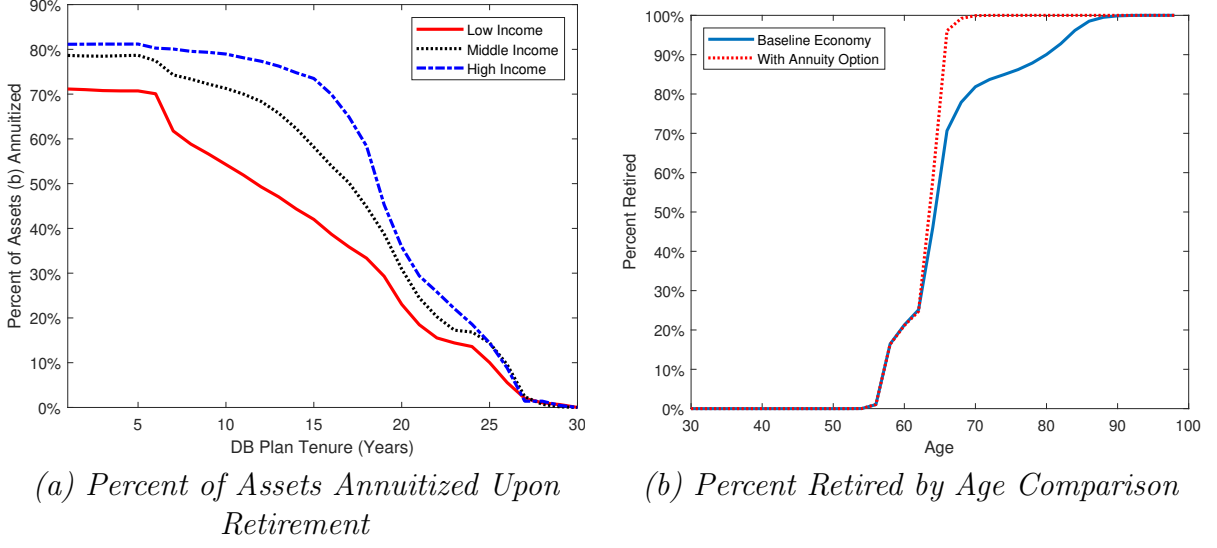 90%
80%
70%
60%
50%
40%
30%
20%
10%
0%
Percent of Assets (b) Annuitized
Low Income
Middle Income
High Income
5
10
15
20
25
30
DB Plan Tenure (Years)
(a) Percent of Assets Annuitized Upon
Retirement
100%
90%
80%
70%
60%
50%
40%
30%
20%
10%
0%
Percent Retired
Baseline Economy
With Annuity Option
30
40
50
60
70
80
90
100
Age
(b) Percent Retired by Age Comparison